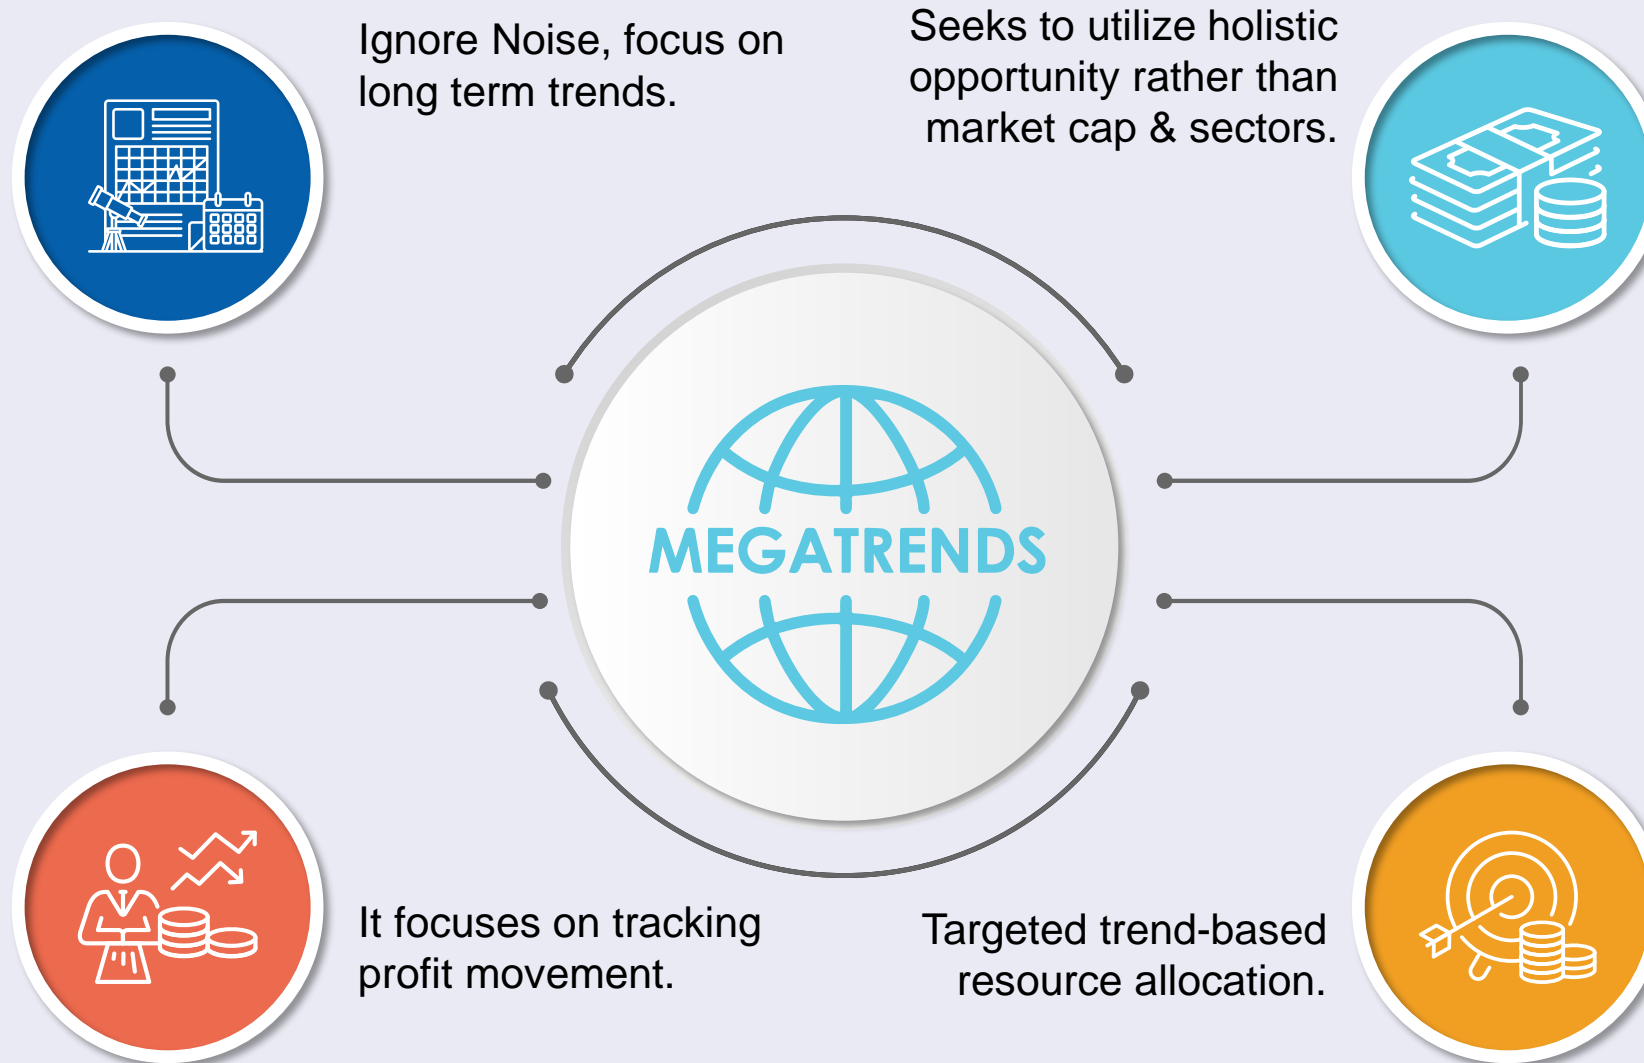 Ignore Noise, focus on
long term trends.
Seeks to utilize holistic
opportunity rather than
market cap & sectors.
MEGATRENDS
It focuses on tracking
profit movement.
Targeted trend-based
resource allocation.